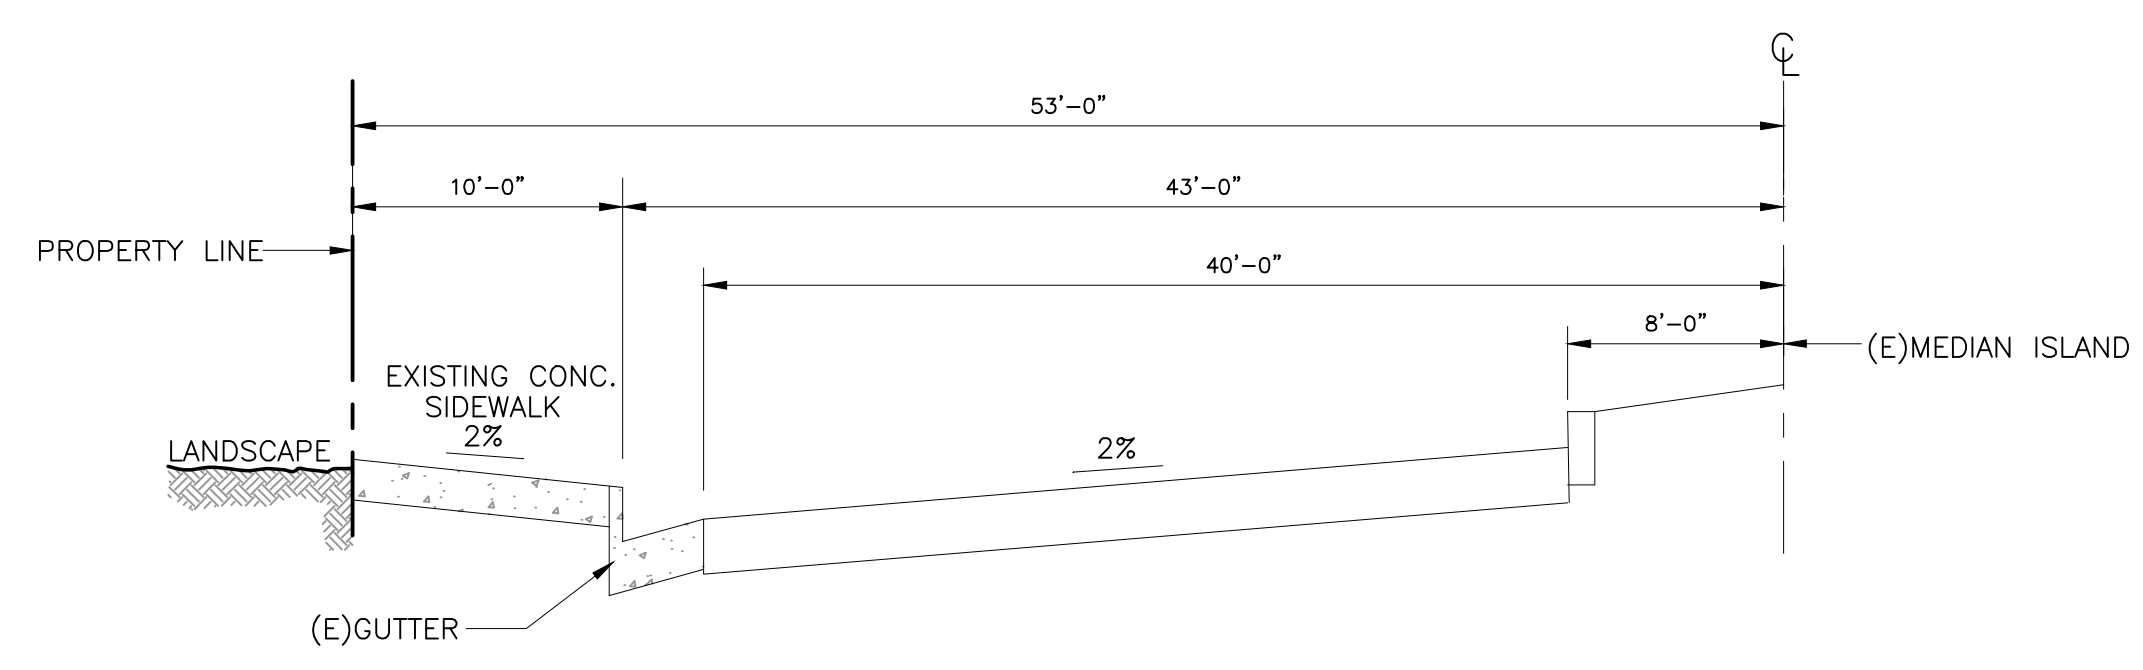 ℄
53'-0"
10'-0"
43'-0"
PROPERTY LINE
40'-0"
8'-0"
(E)MEDIAN ISLAND
EXISTING CONC.
SIDEWALK
2%
LANDSCAPE
2%
(E)GUTTER